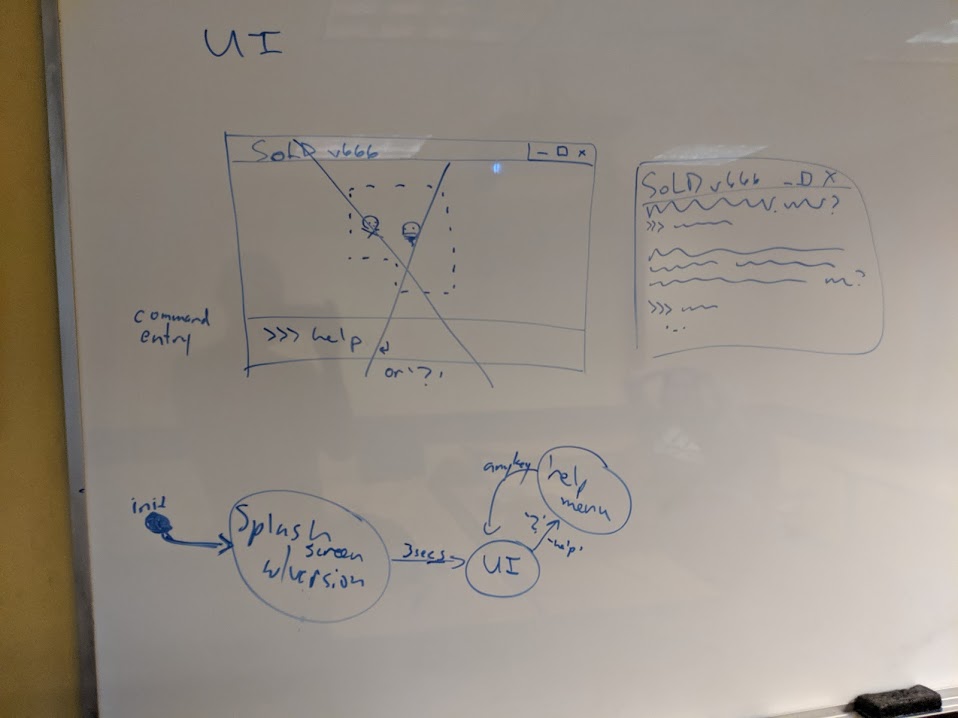 UI
SoLD v666
- □ x
command
entry
>>> help
or '?'
SoLD v666 - □ X
?
>>>
?
>>>
...
init
Splash
screen
w/version
3secs
UI
any key
help
menu
'?'
'help'